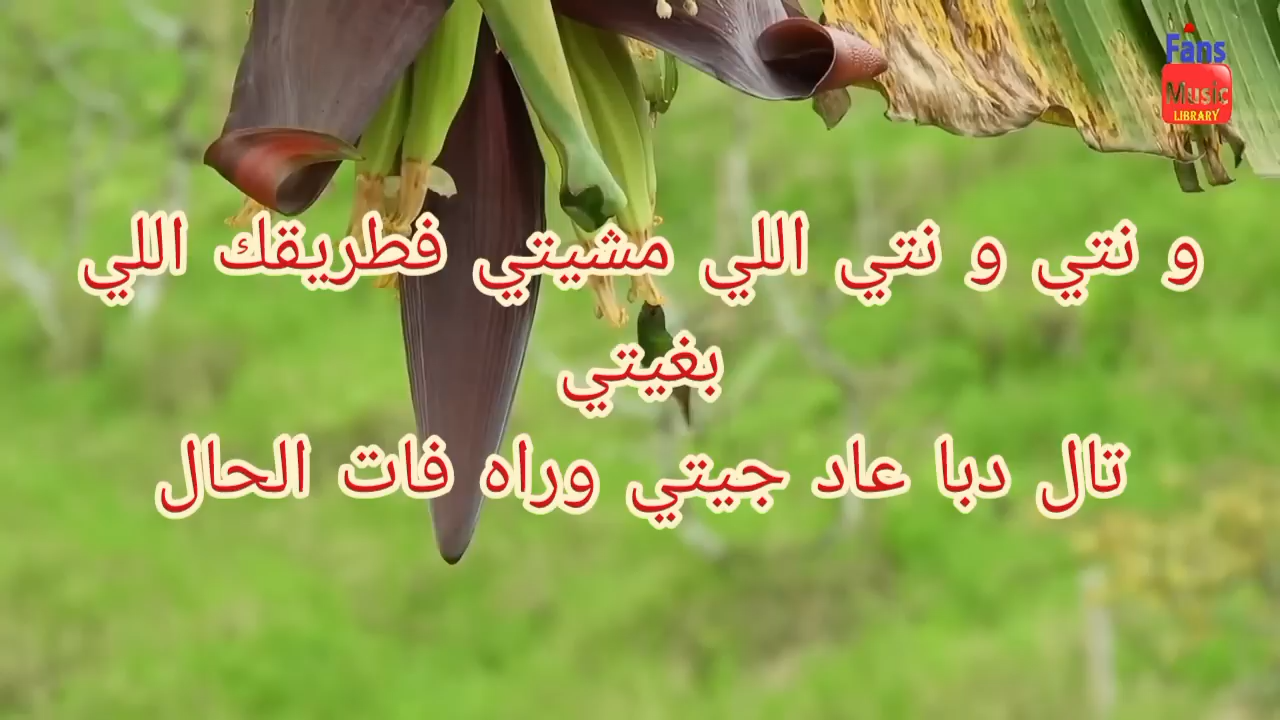 Fans
Music
LIBRARY
و نتي و نتي اللي مشيتي فطريقك اللي
بغيتي
تال دبا عاد جيتي وراه فات الحال